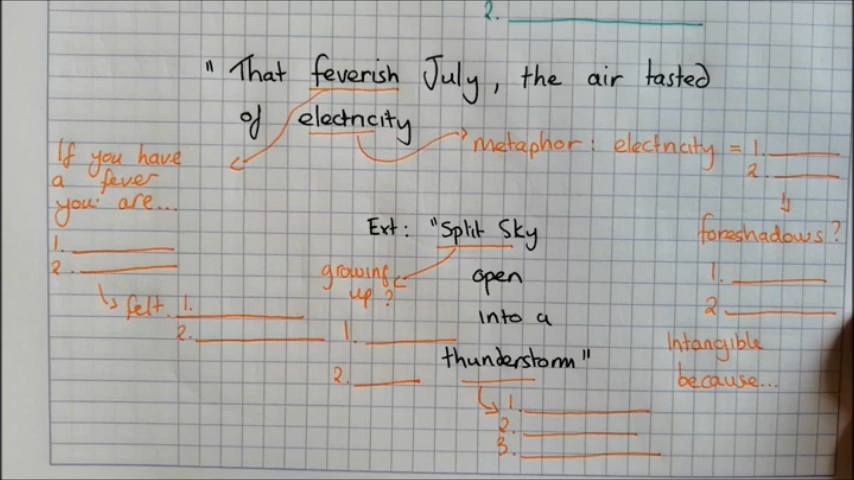 2.
" That feverish July, the air tasted
of electricity
metaphor : electricity = 1.
2.
If you have
a fever
you are...
1.
2.
↳ felt. 1.
2.
foreshadows?
1.
2
Intangible
because...
Ext: "Split Sky
open
into a
thunderstorm"
growing
up?
1.
2.
1.
2.
3.